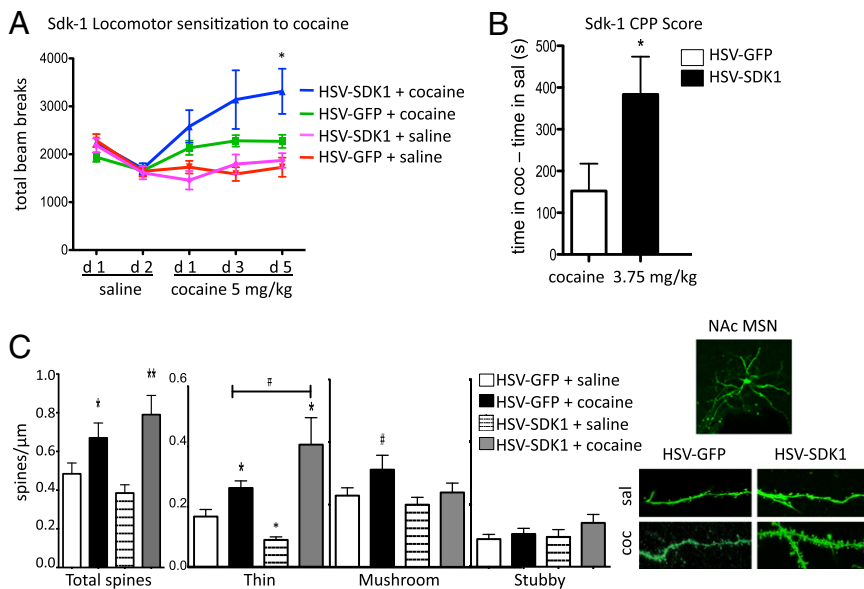 A
Sdk-1 Locomotor sensitization to cocaine
4000
3000
2000
1000
0
total beam breaks
*
HSV-SDK1 + cocaine
HSV-GFP + cocaine
HSV-SDK1 + saline
HSV-GFP + saline
d 1 d 2 d 1 d 3 d 5
saline cocaine 5 mg/kg
B
Sdk-1 CPP Score
500
400
300
200
100
0
time in coc – time in sal (s)
*
HSV-GFP
HSV-SDK1
cocaine 3.75 mg/kg
C
1.0
0.8
0.6
0.4
0.2
0.0
spines/µm
*
**
Total spines
0.6
0.4
0.2
0.0
#
*
*
*
Thin
#
Mushroom
Stubby
HSV-GFP + saline
HSV-GFP + cocaine
HSV-SDK1 + saline
HSV-SDK1 + cocaine
NAc MSN
HSV-GFP HSV-SDK1
sal
coc